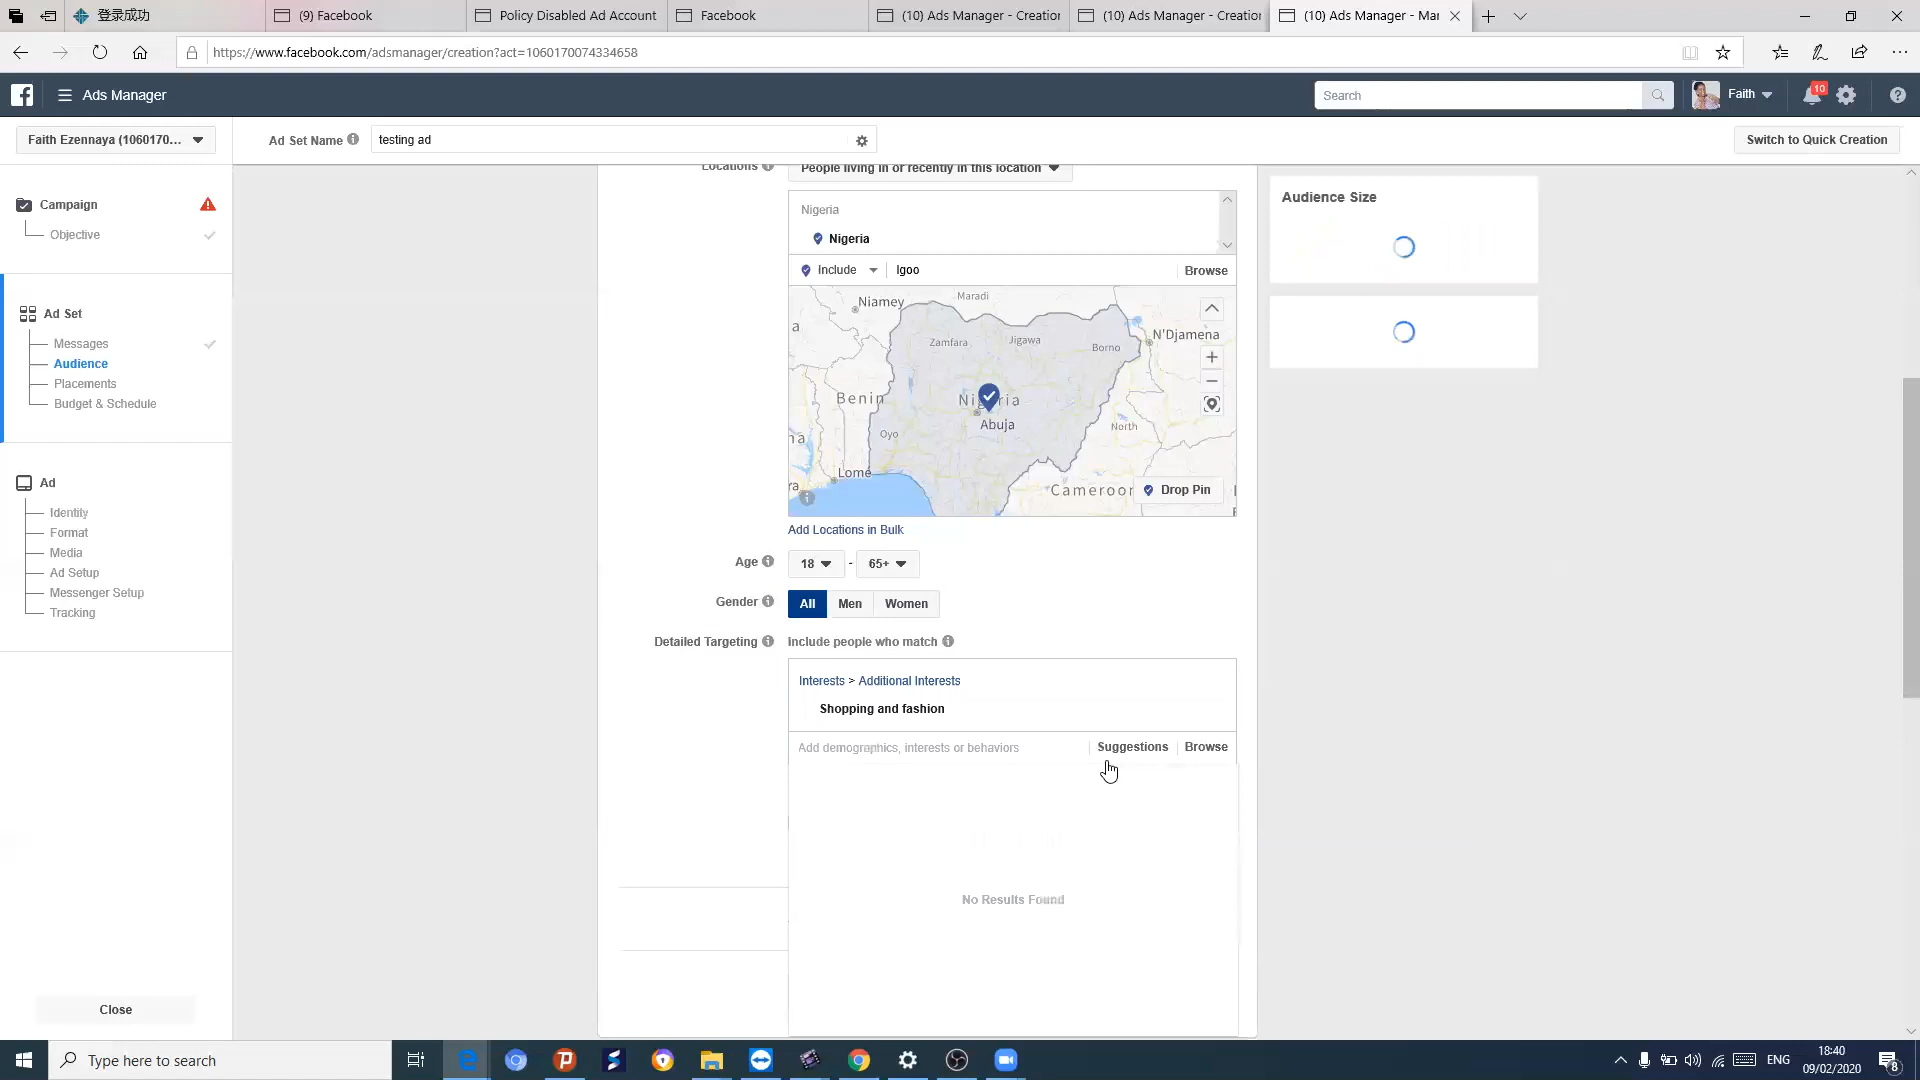 登录成功
(9) Facebook
Policy Disabled Ad Account
Facebook
(10) Ads Manager - Creation
(10) Ads Manager - Creation
(10) Ads Manager - Mar
https://www.facebook.com/adsmanager/creation?act=1060170074334658
Ads Manager
Search
Faith
10
Faith Ezennaya (1060170...
Ad Set Name
testing ad
Switch to Quick Creation
Campaign
Objective
Ad Set
Messages
Audience
Placements
Budget & Schedule
Ad
Identity
Format
Media
Ad Setup
Messenger Setup
Tracking
Close
Locations
People living in or recently in this location
Nigeria
Nigeria
Include
Igoo
Browse
Niamey
Maradi
N'Djamena
Zamfara
Jigawa
Borno
Benin
Nigeria
Abuja
Oyo
North
Lomé
Cameroon
Drop Pin
Add Locations in Bulk
Age
18
-
65+
Gender
All
Men
Women
Detailed Targeting
Include people who match
Interests > Additional Interests
Shopping and fashion
Add demographics, interests or behaviors
Suggestions
Browse
No Results Found
Audience Size
Type here to search
ENG
18:40
09/02/2020
8